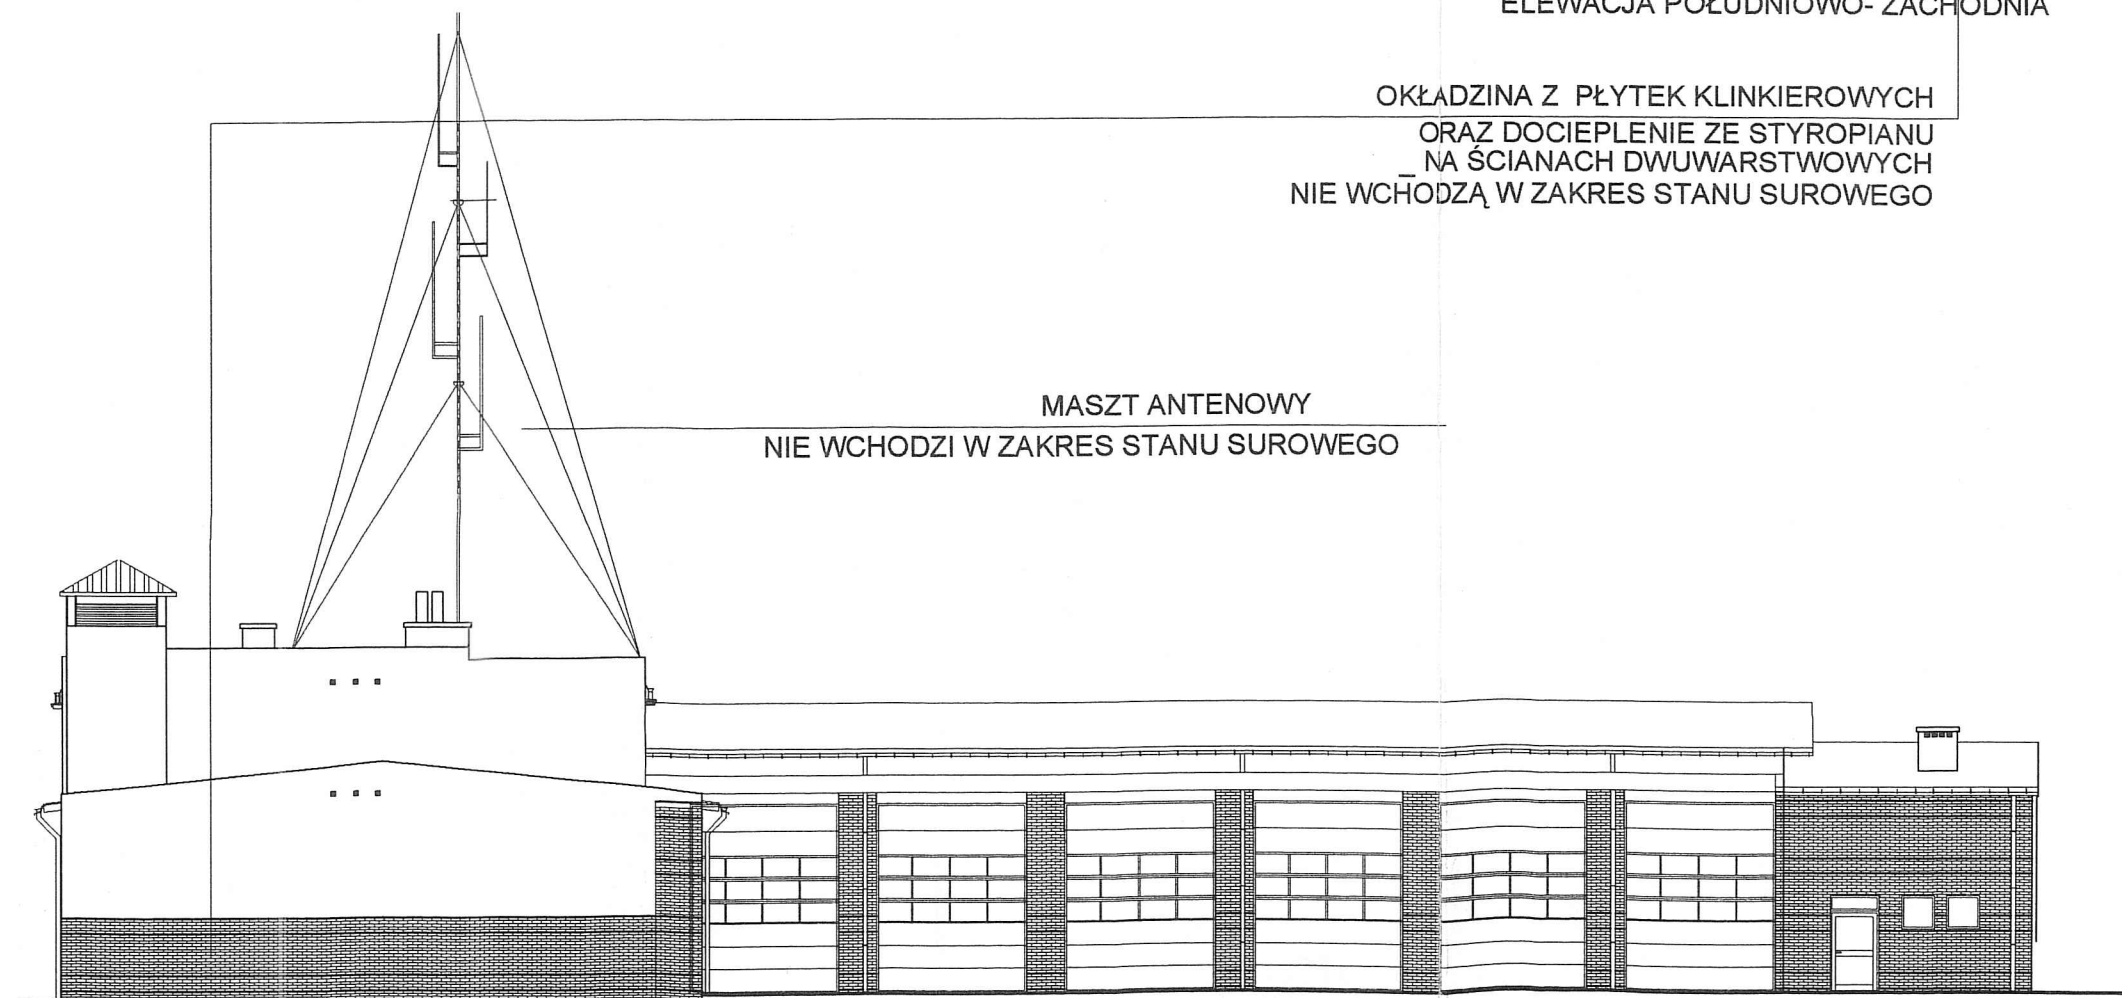 ELEWACJA POŁUDNIOWO- ZACHODNIA
OKŁADZINA Z PŁYTEK KLINKIEROWYCH
ORAZ DOCIEPLENIE ZE STYROPIANU
_ NA ŚCIANACH DWUWARSTWOWYCH
NIE WCHODZĄ W ZAKRES STANU SUROWEGO
MASZT ANTENOWY
NIE WCHODZI W ZAKRES STANU SUROWEGO